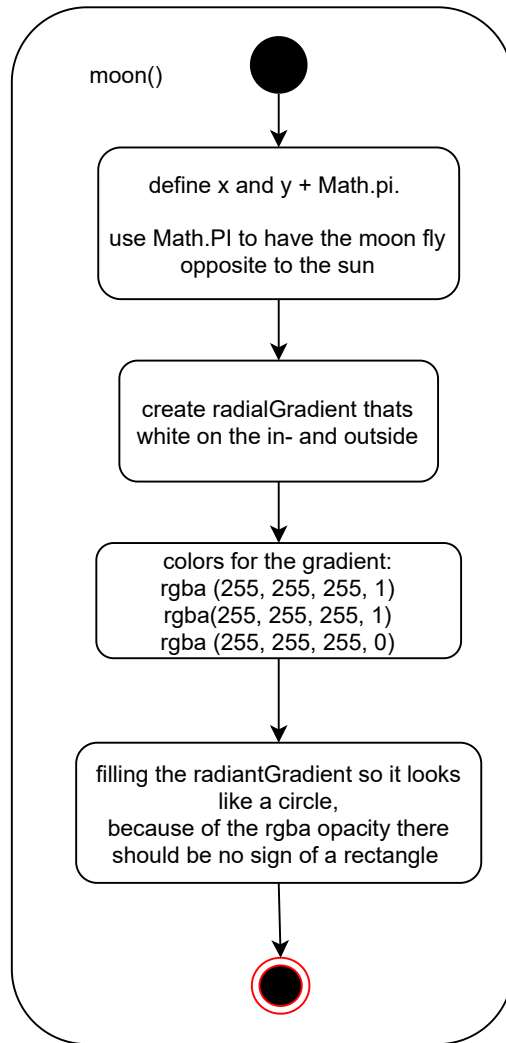 moon()
define x and y + Math.pi.
use Math.PI to have the moon fly
opposite to the sun
create radialGradient thats
white on the in- and outside
colors for the gradient:
rgba (255, 255, 255, 1)
rgba(255, 255, 255, 1)
rgba (255, 255, 255, 0)
filling the radiantGradient so it looks
like a circle,
because of the rgba opacity there
should be no sign of a rectangle